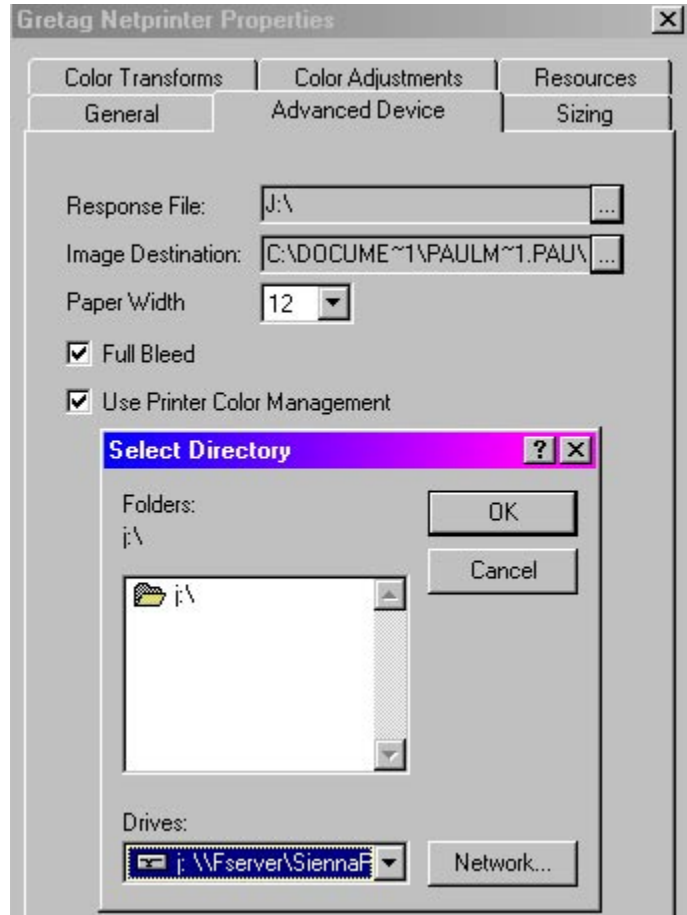 Gretag Netprinter Properties
Color Transforms Color Adjustments Resources
General Advanced Device Sizing
Response File: J:\ ...
Image Destination: C:\DOCUME~1\PAULM~1.PAU\ ...
Paper Width 12
Full Bleed
Use Printer Color Management
Select Directory ?
Folders: OK
j:\
Cancel
j:\
Drives:
j: \\Fserver\SiennaF Network...